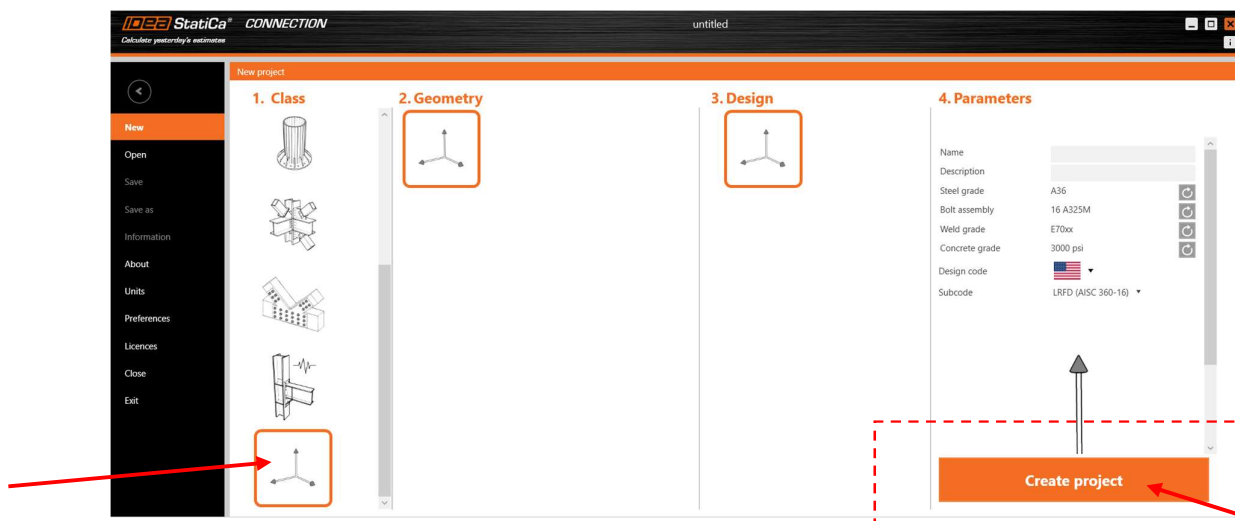 IDEA StatiCa® CONNECTION
untitled
Calculate yesterday's estimates
i
New project
1. Class
2. Geometry
3. Design
4. Parameters
New
Open
Save
Save as
Information
About
Units
Preferences
Licences
Close
Exit
Name
Description
Steel grade A36
Bolt assembly 16 A325M
Weld grade E70xx
Concrete grade 3000 psi
Design code
Subcode LRFD (AISC 360-16)
Create project